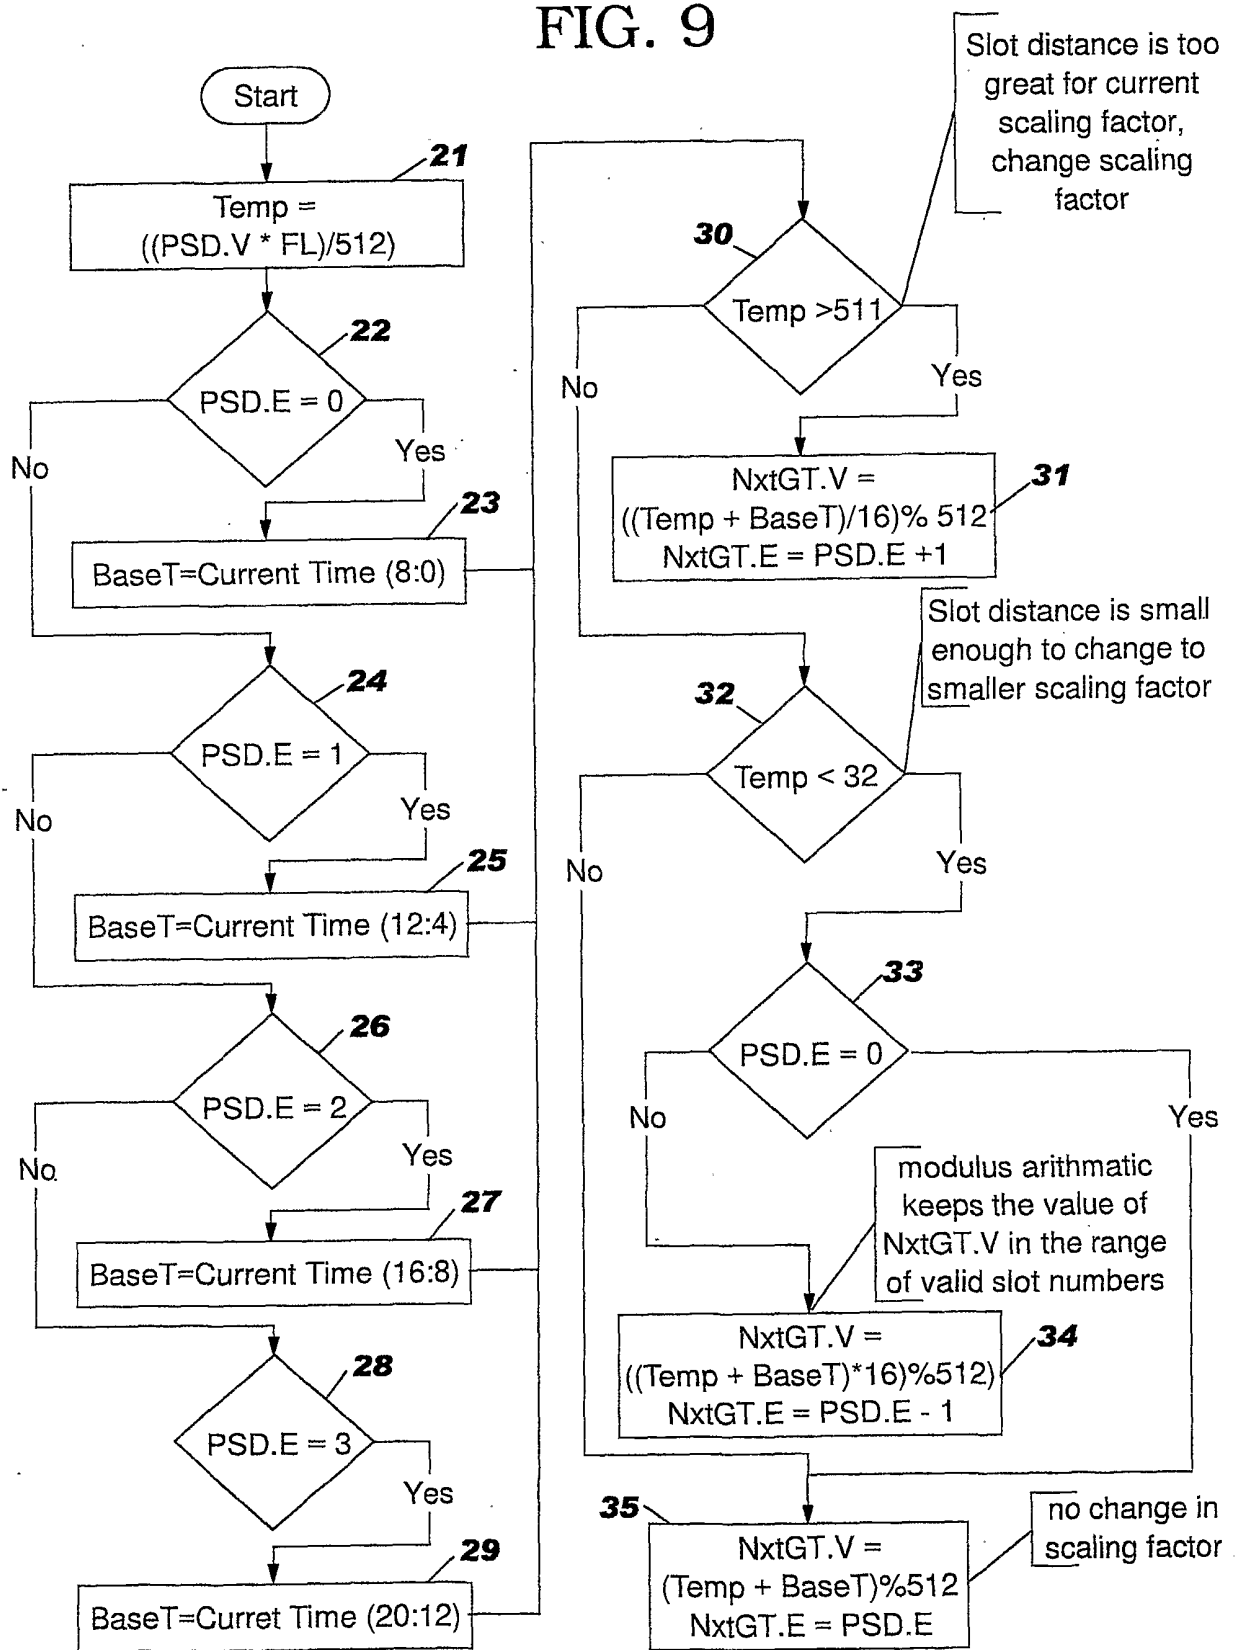 FIG. 9
Start
21
Temp =
((PSD.V * FL)/512)
22
PSD.E = 0
No
Yes
23
BaseT=Current Time (8:0)
24
PSD.E = 1
No
Yes
25
BaseT=Current Time (12:4)
26
PSD.E = 2
No
Yes
27
BaseT=Current Time (16:8)
28
PSD.E = 3
Yes
29
BaseT=Curret Time (20:12)
Slot distance is too
great for current
scaling factor,
change scaling
factor
30
Temp >511
No
Yes
31
NxtGT.V =
((Temp + BaseT)/16)% 512
NxtGT.E = PSD.E +1
Slot distance is small
enough to change to
smaller scaling factor
32
Temp < 32
No
Yes
33
PSD.E = 0
No
Yes
modulus arithmatic
keeps the value of
NxtGT.V in the range
of valid slot numbers
34
NxtGT.V =
((Temp + BaseT)*16)%512)
NxtGT.E = PSD.E - 1
35
no change in
scaling factor
NxtGT.V =
(Temp + BaseT)%512
NxtGT.E = PSD.E